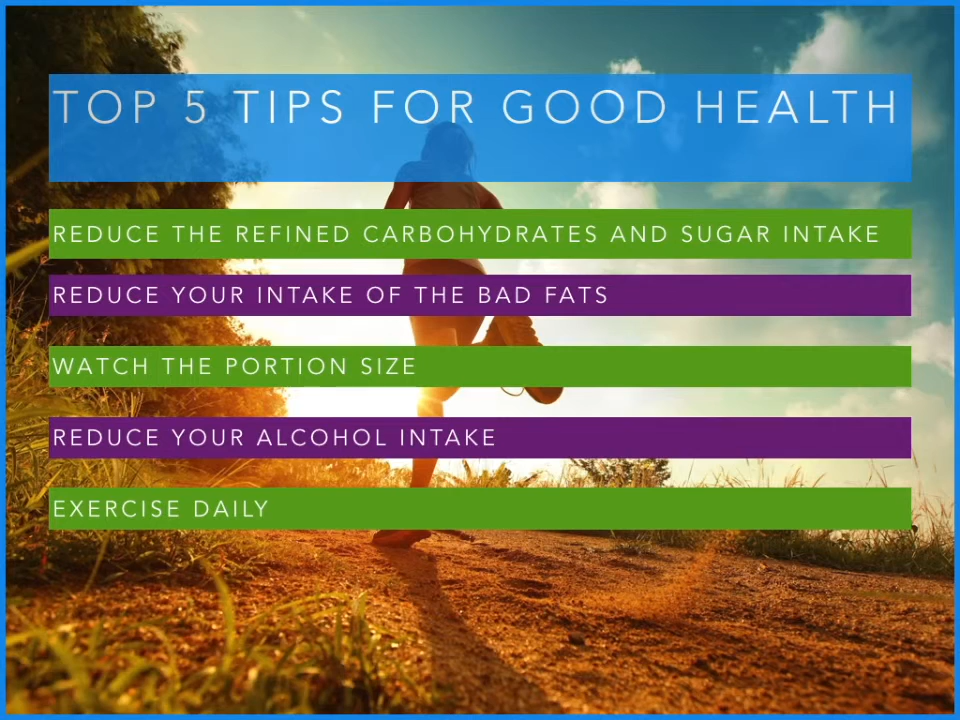 TOP 5 TIPS FOR GOOD HEALTH
REDUCE THE REFINED CARBOHYDRATES AND SUGAR INTAKE
REDUCE YOUR INTAKE OF THE BAD FATS
WATCH THE PORTION SIZE
REDUCE YOUR ALCOHOL INTAKE
EXERCISE DAILY